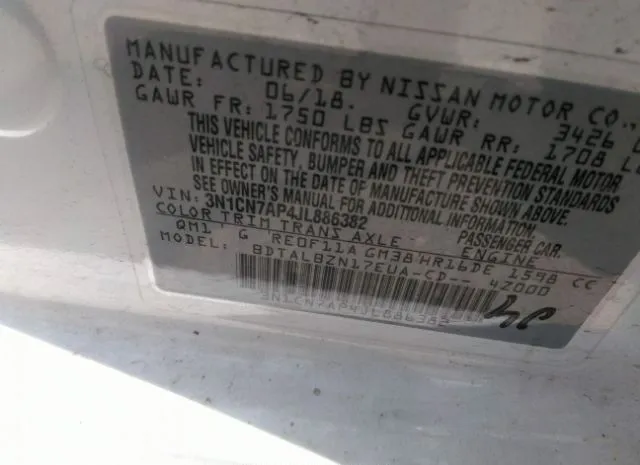 MANUFACTURED BY NISSAN MOTOR CO.,
DATE: 06/18. GVWR: 3426
GAWR FR: 1750 LBS GAWR RR: 1708 LB
THIS VEHICLE CONFORMS TO ALL APPLICABLE FEDERAL MOTOR
VEHICLE SAFETY, BUMPER AND THEFT PREVENTION STANDARDS
IN EFFECT ON THE DATE OF MANUFACTURE SHOWN ABOVE.
SEE OWNER'S MANUAL FOR ADDITIONAL INFORMATION
VIN: 3N1CN7AP4JL886382 PASSENGER CAR
COLOR TRIM TRANS AXLE ENGINE
QM1 G RE0F11A GM38 HR16DE 1598 CC
MODEL: BDTALBZN17EUA-CD-- 4Z000
3N1CN7AP4JL886382